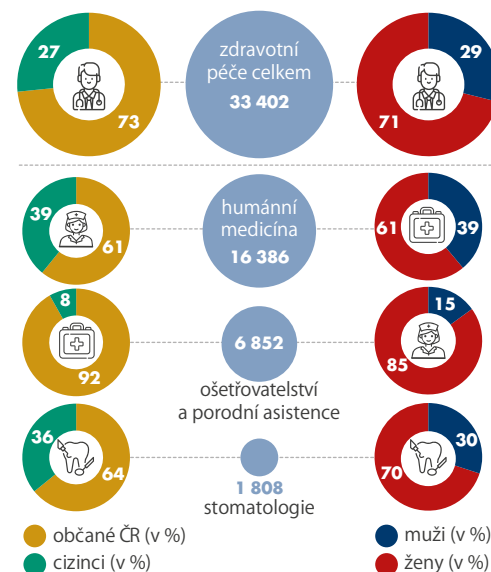 27
73
zdravotní
péče celkem
33 402
29
71
39
61
humánní
medicína
16 386
61
39
8
92
6 852
ošetřovatelství
a porodní asistence
15
85
36
64
1 808
stomatologie
30
70
občané ČR (v %)
cizinci (v %)
muži (v %)
ženy (v %)